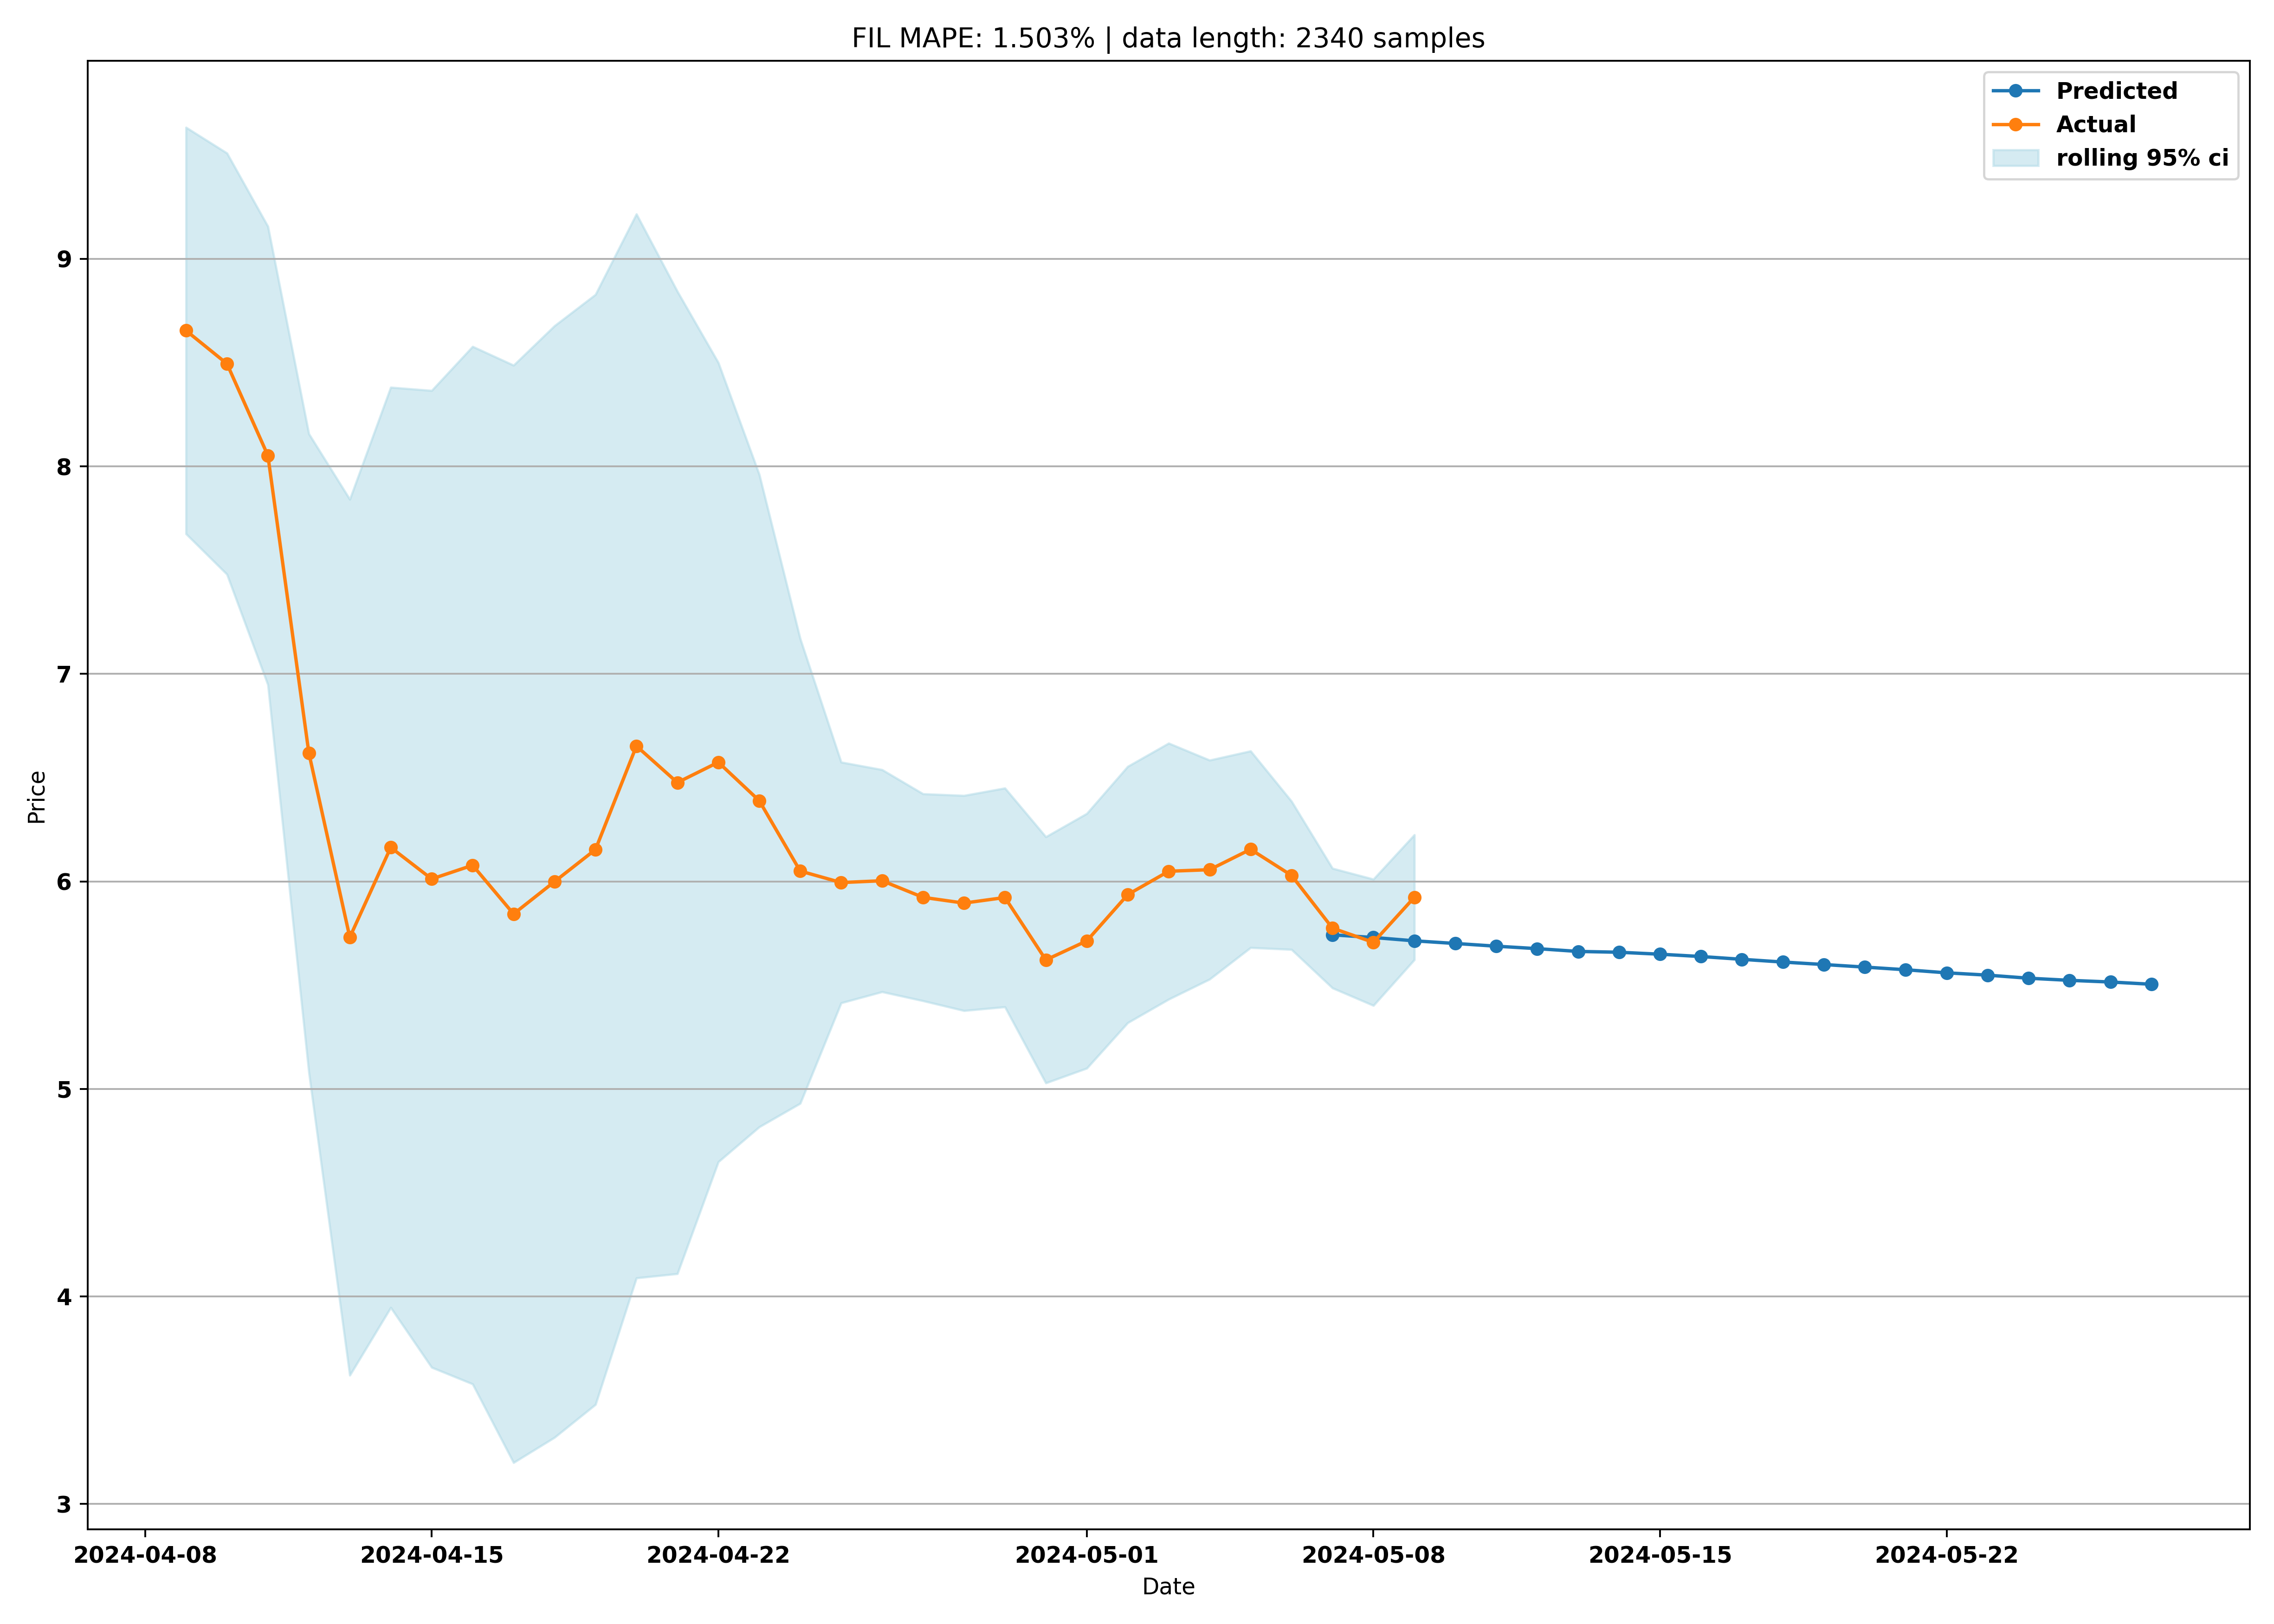 FIL MAPE: 1.503% | data length: 2340 samples
Predicted
Actual
rolling 95% ci
9
8
7
6
5
4
3
Price
2024-04-08
2024-04-15
2024-04-22
2024-05-01
2024-05-08
2024-05-15
2024-05-22
Date